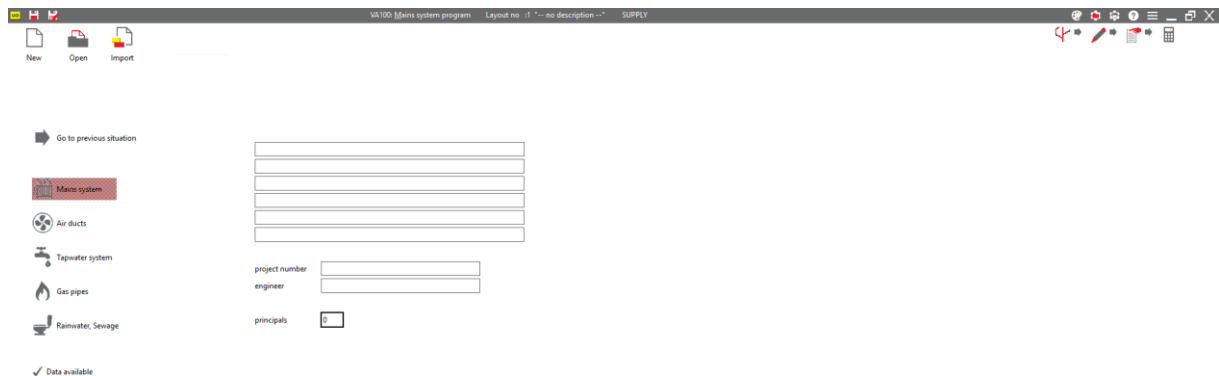 VA100: Mains system program Layout no :1 "-- no description --" SUPPLY
New Open Import
Go to previous situation
Mains system
Air ducts
Tapwater system
Gas pipes
Rainwater, Sewage
Data available
project number
engineer
principals 0